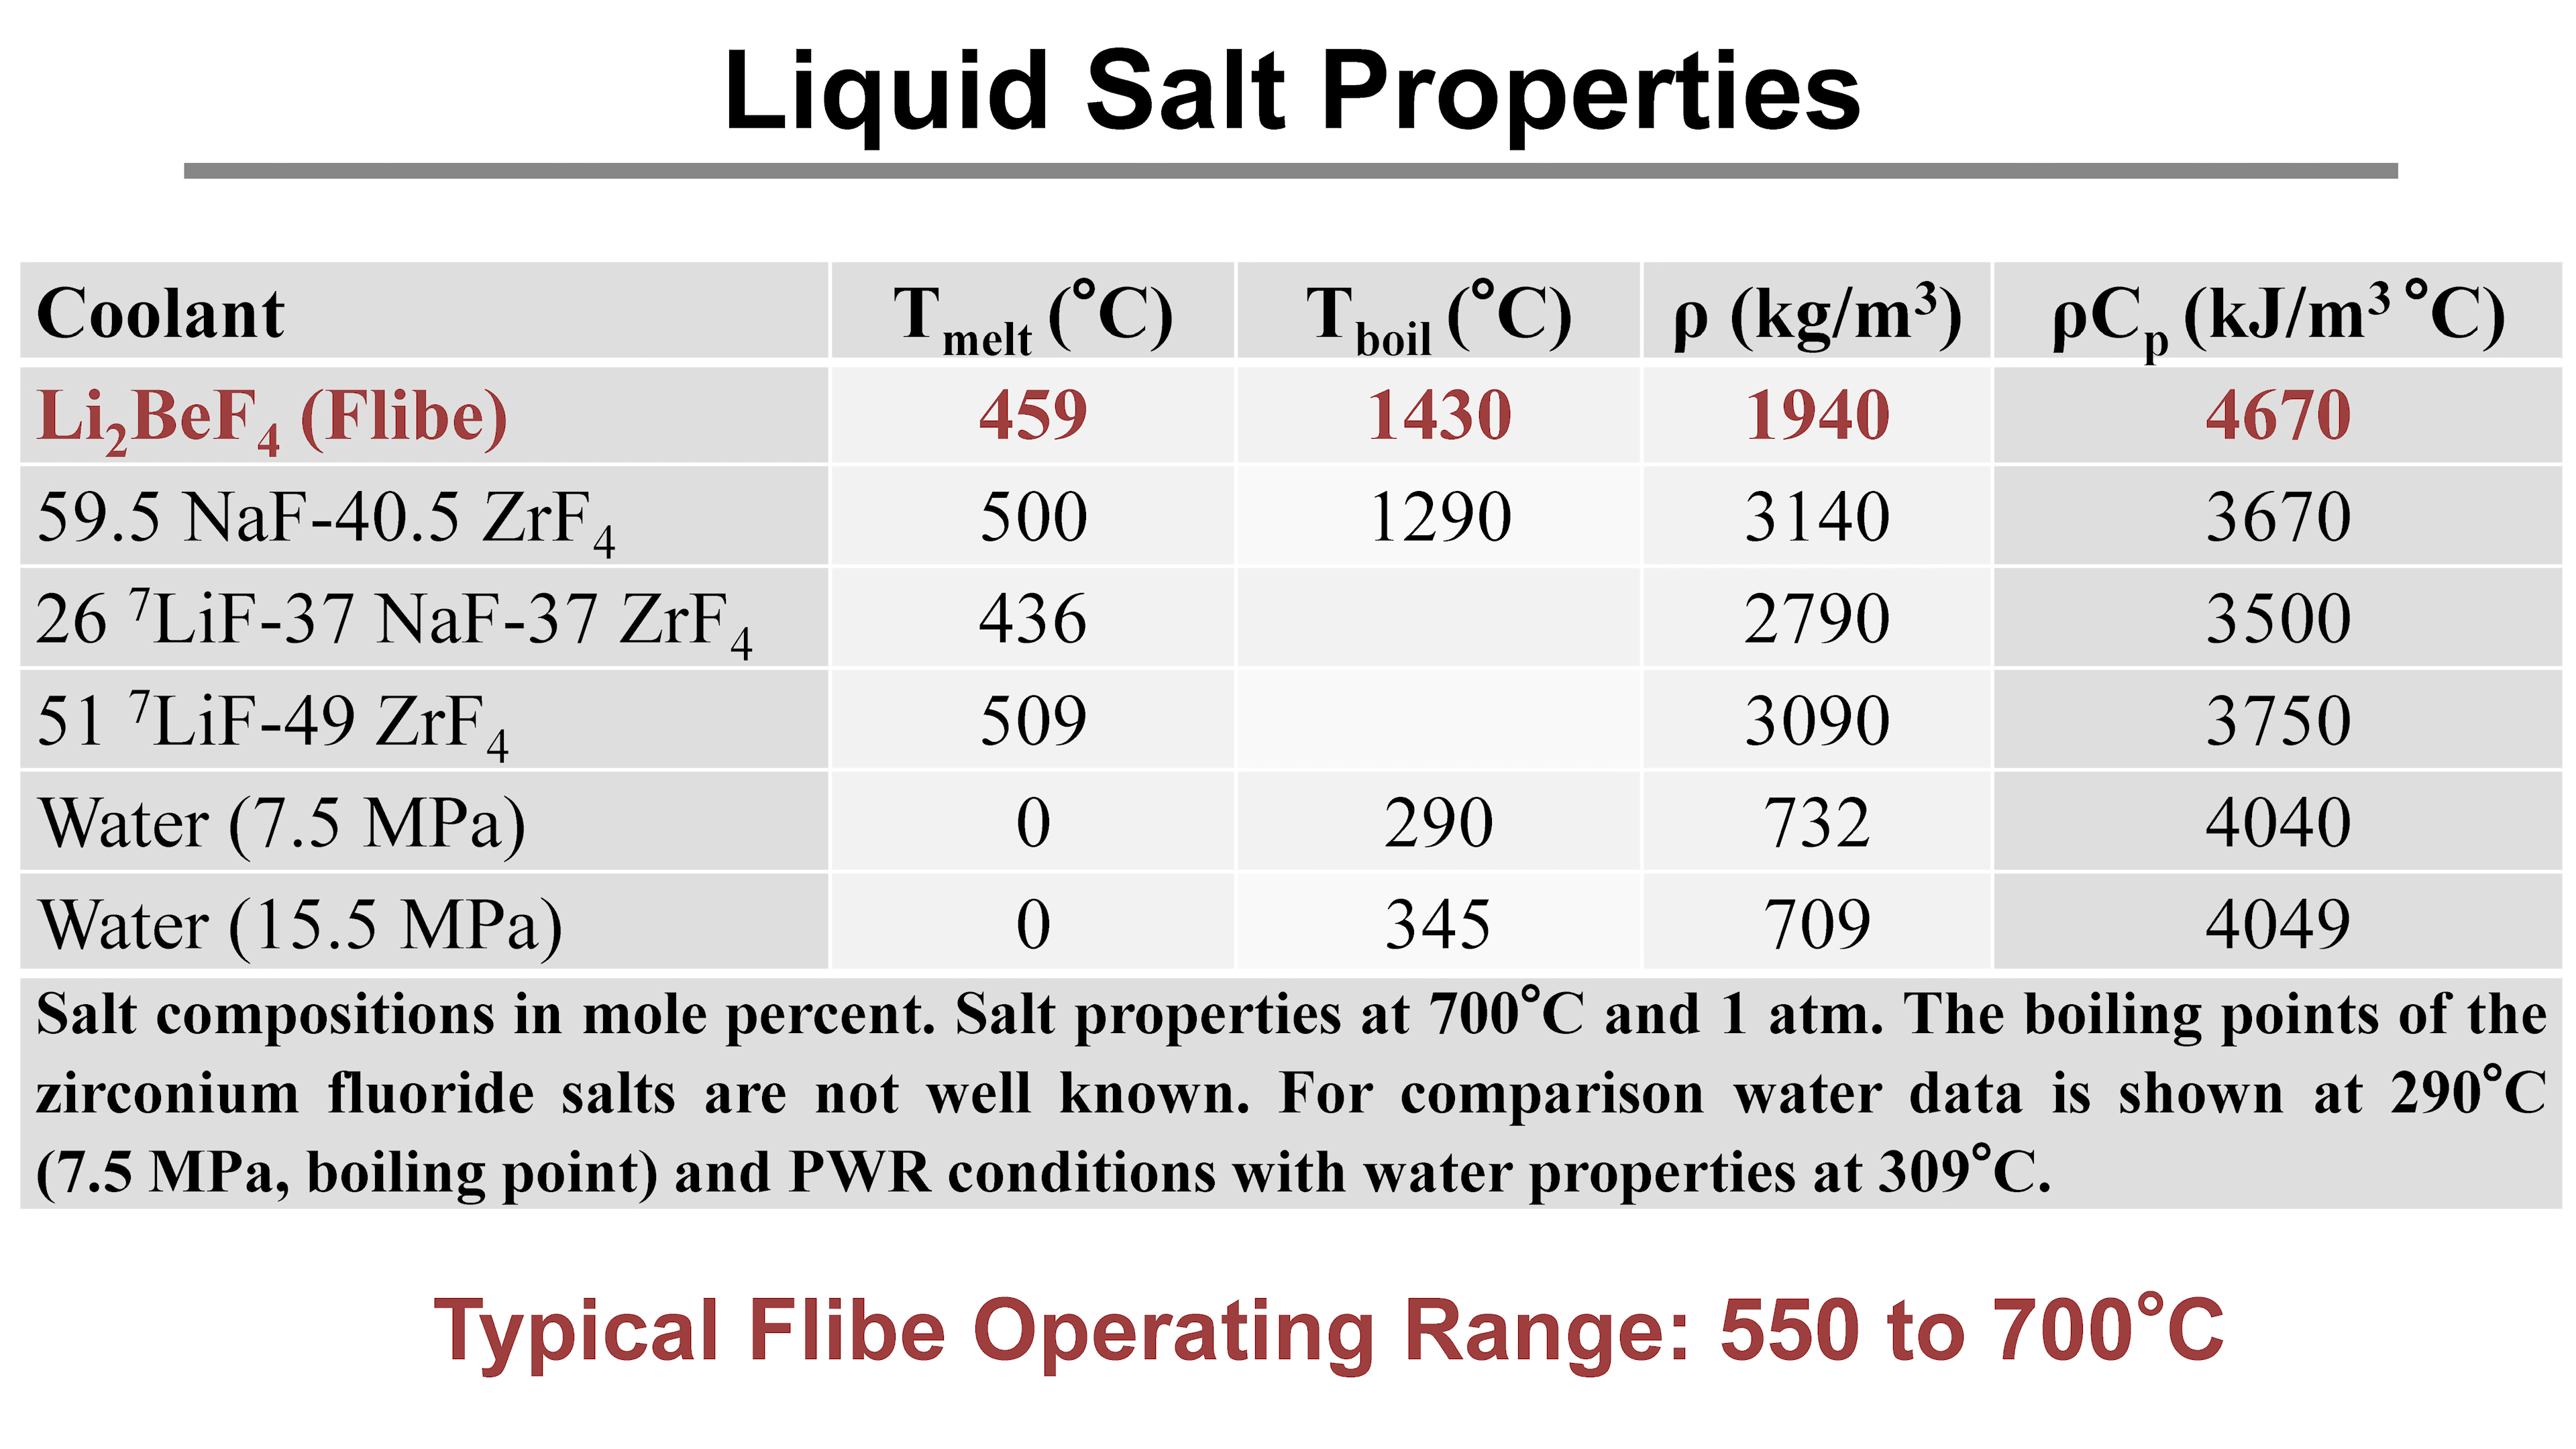 Liquid Salt Properties
Coolant T_melt (°C) T_boil (°C) ρ (kg/m³) ρC_p (kJ/m³ °C)
Li₂BeF₄ (Flibe) 459 1430 1940 4670
59.5 NaF-40.5 ZrF₄ 500 1290 3140 3670
26 ⁷LiF-37 NaF-37 ZrF₄ 436 2790 3500
51 ⁷LiF-49 ZrF₄ 509 3090 3750
Water (7.5 MPa) 0 290 732 4040
Water (15.5 MPa) 0 345 709 4049
Salt compositions in mole percent. Salt properties at 700°C and 1 atm. The boiling points of the
zirconium fluoride salts are not well known. For comparison water data is shown at 290°C
(7.5 MPa, boiling point) and PWR conditions with water properties at 309°C.
Typical Flibe Operating Range: 550 to 700°C